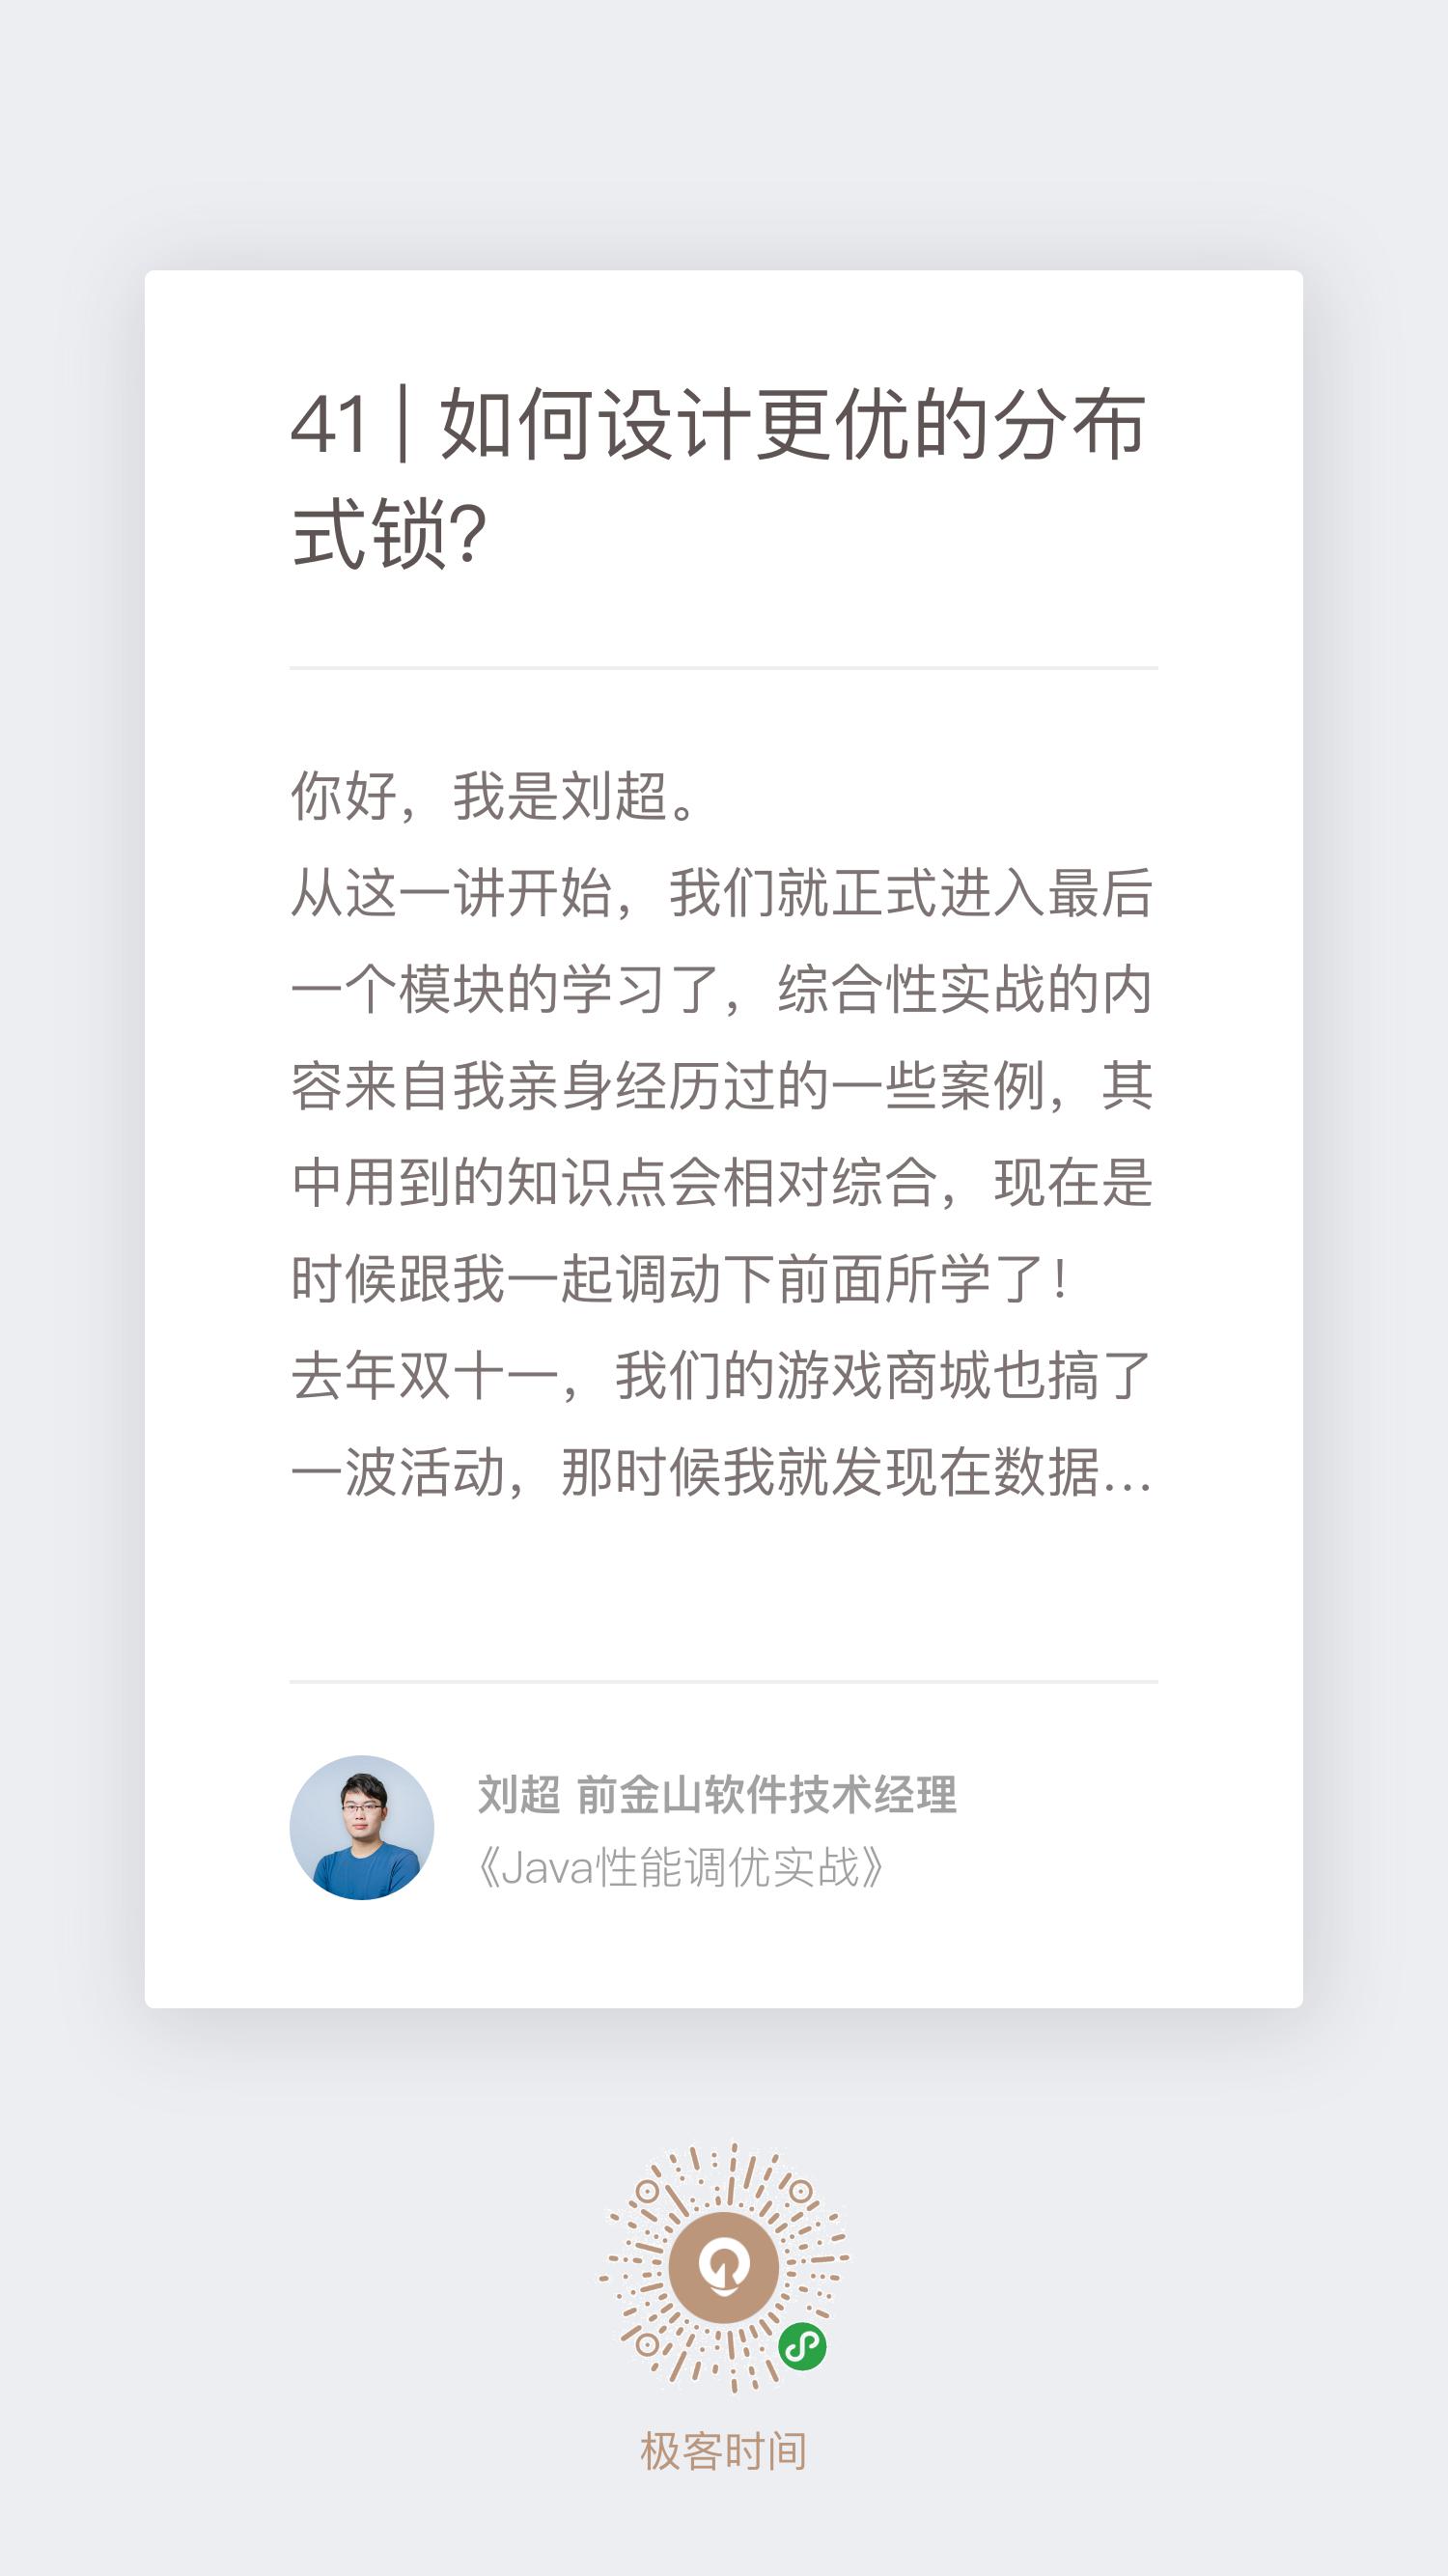 41 | 如何设计更优的分布
式锁?
你好，我是刘超。
从这一讲开始，我们就正式进入最后
一个模块的学习了，综合性实战的内
容来自我亲身经历过的一些案例，其
中用到的知识点会相对综合，现在是
时候跟我一起调动下前面所学了！
去年双十一，我们的游戏商城也搞了
一波活动，那时候我就发现在数据...
刘超 前金山软件技术经理
《Java性能调优实战》
极客时间